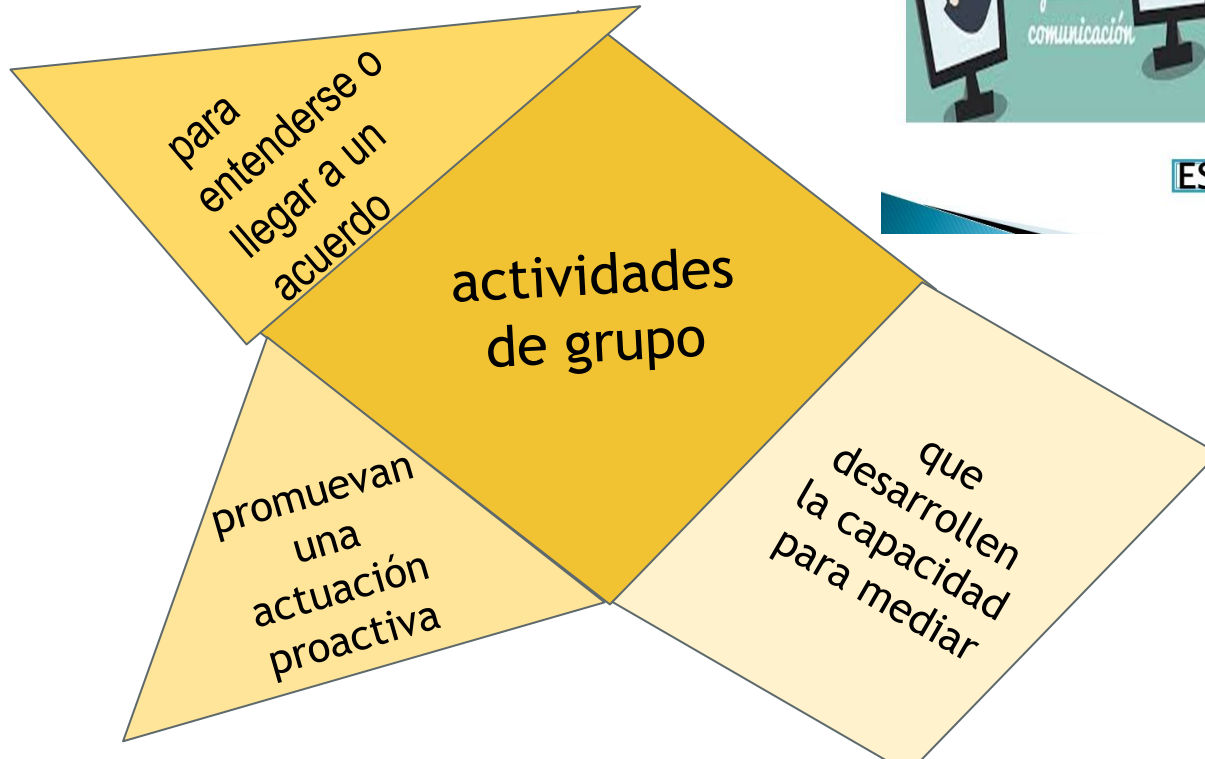 comunicación
ES
para
entenderse o
llegar a un
acuerdo
actividades
de grupo
promuevan
una
actuación
proactiva
que
desarrollen
la capacidad
para mediar